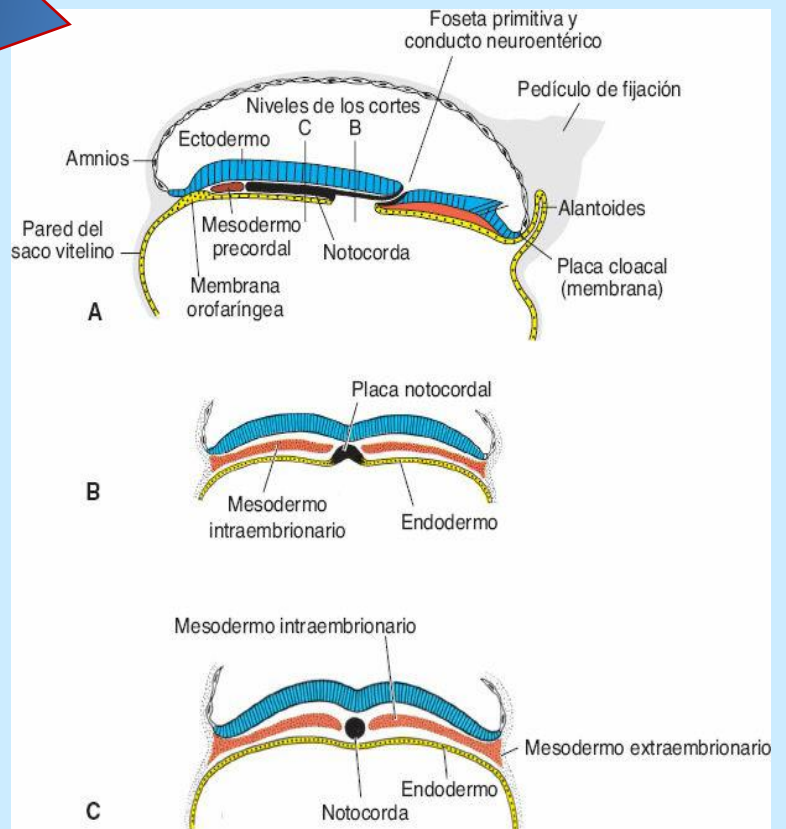 Foseta primitiva y
conducto neuroentérico
Pedículo de fijación
Niveles de los cortes
C B
Ectodermo
Amnios
Alantoides
Pared del
saco vitelino
Mesodermo
precordal
Notocorda
Placa cloacal
(membrana)
Membrana
orofaríngea
A
Placa notocordal
B
Mesodermo
intraembrionario
Endodermo
Mesodermo intraembrionario
Mesodermo extraembrionario
Endodermo
Notocorda
C